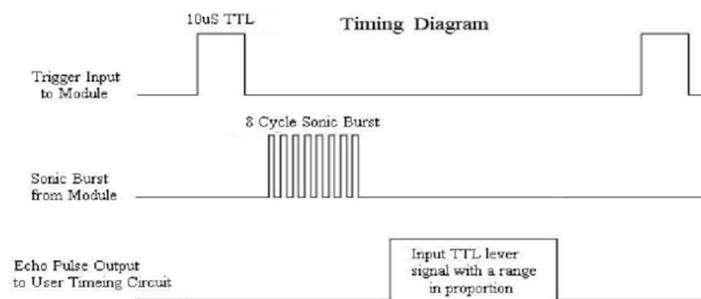 10uS TTL
Timing Diagram
Trigger Input
to Module
8 Cycle Sonic Burst
Sonic Burst
from Module
Echo Pulse Output
to User Timeing Circuit
Input TTL lever
signal with a range
in proportion